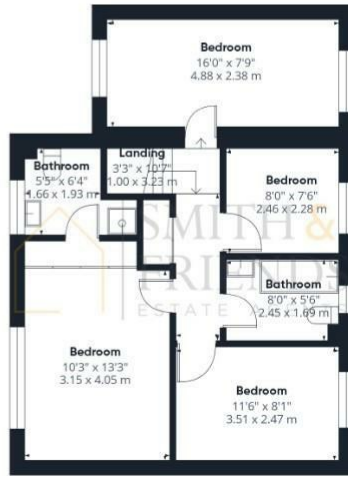 Bedroom
16'0" x 7'9"
4.88 x 2.38 m
Landing
3'3" x 10'7"
1.00 x 3.23 m
Bathroom
5'5" x 6'4"
1.66 x 1.93 m
Bedroom
8'0" x 7'6"
2.46 x 2.28 m
SMITH &
FRIENDS
ESTATE
Bathroom
8'0" x 5'6"
2.45 x 1.69 m
Bedroom
10'3" x 13'3"
3.15 x 4.05 m
Bedroom
11'6" x 8'1"
3.51 x 2.47 m